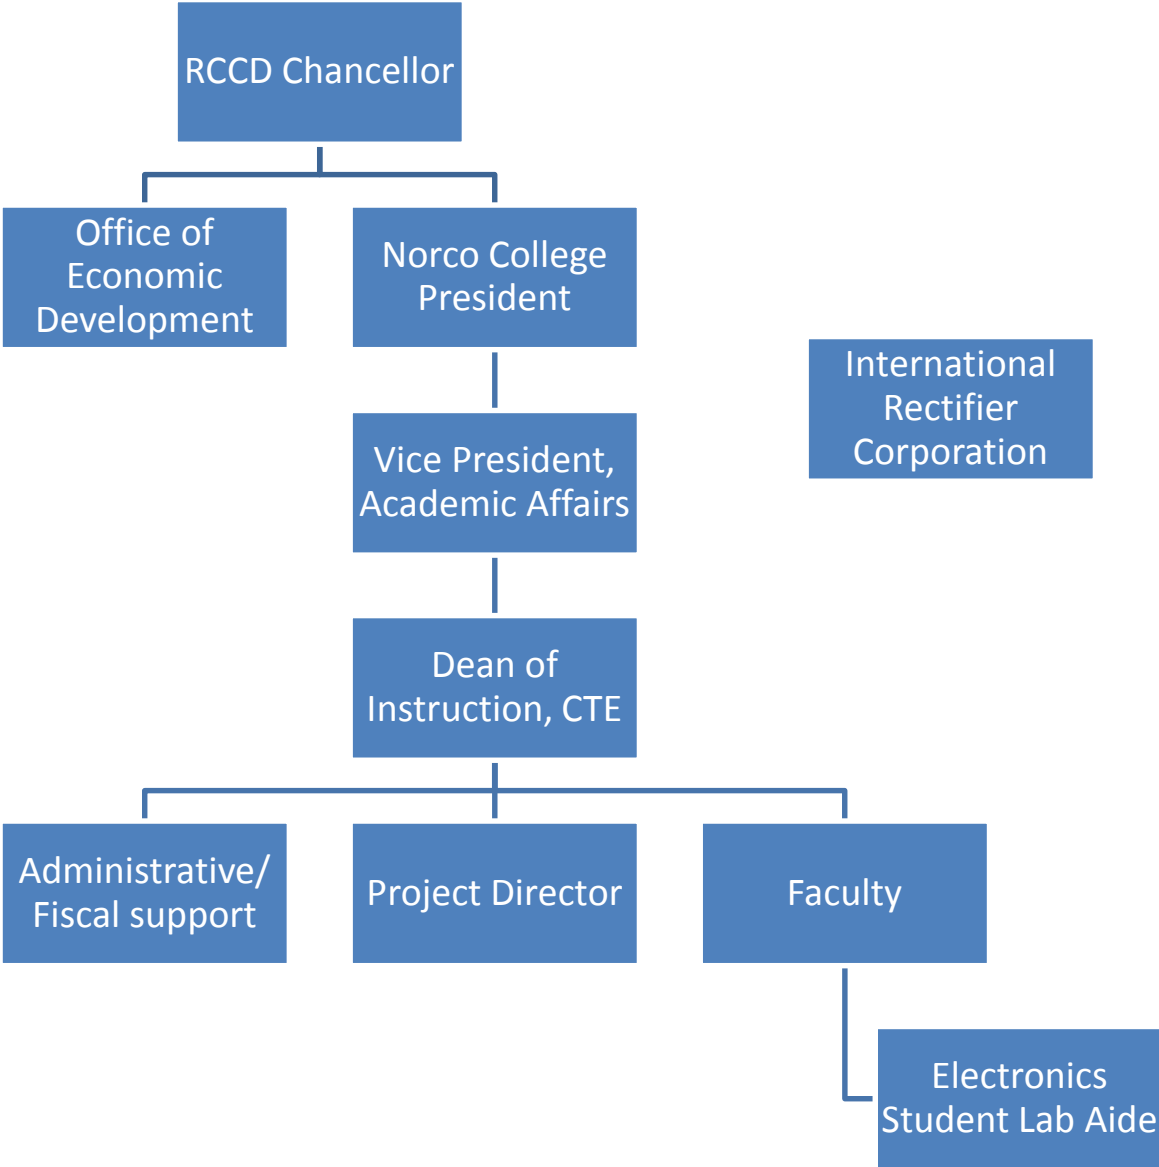 RCCD Chancellor
Office of
Economic
Development
Norco College
President
International
Rectifier
Corporation
Vice President,
Academic Affairs
Dean of
Instruction, CTE
Administrative/
Fiscal support
Project Director
Faculty
Electronics
Student Lab Aide